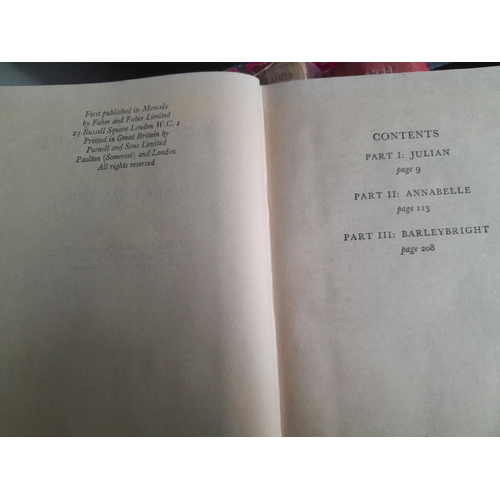 First published in Mcmxlv
by Faber and Faber Limited
24 Russell Square London W.C. 1
Printed in Great Britain by
Purnell and Sons Limited
Paulton (Somerset) and London
All rights reserved
CONTENTS
PART I: JULIAN
page 9
PART II: ANNABELLE
page 113
PART III: BARLEYBRIGHT
page 208